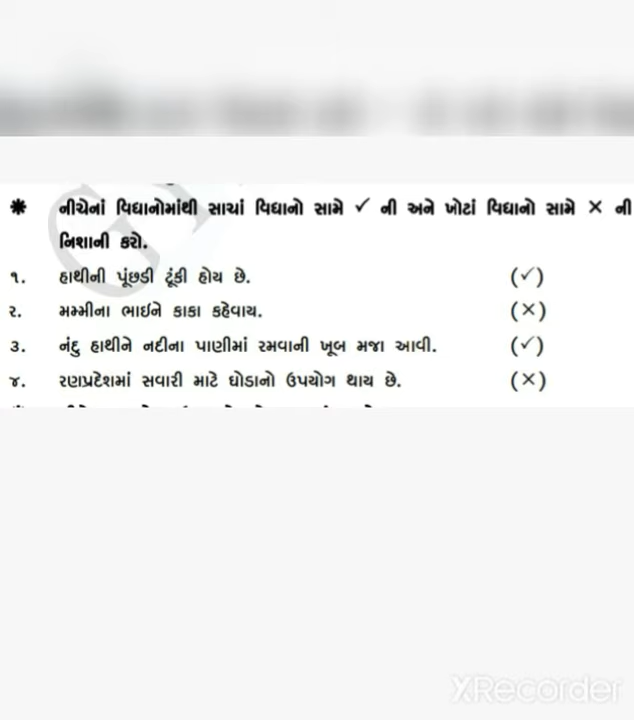 * નીચેનાં વિધાનોમાંથી સાચાં વિધાનો સામે ✓ ની અને ખોટાં વિધાનો સામે × ની
નિશાની કરો.
૧. હાથીની પૂંછડી ટૂંકી હોય છે. (✓)
૨. મમ્મીના ભાઈને કાકા કહેવાય. (×)
૩. નંદુ હાથીને નદીના પાણીમાં રમવાની ખૂબ મજા આવી. (✓)
૪. રણપ્રદેશમાં સવારી માટે ઘોડાનો ઉપયોગ થાય છે. (×)
XRecorder